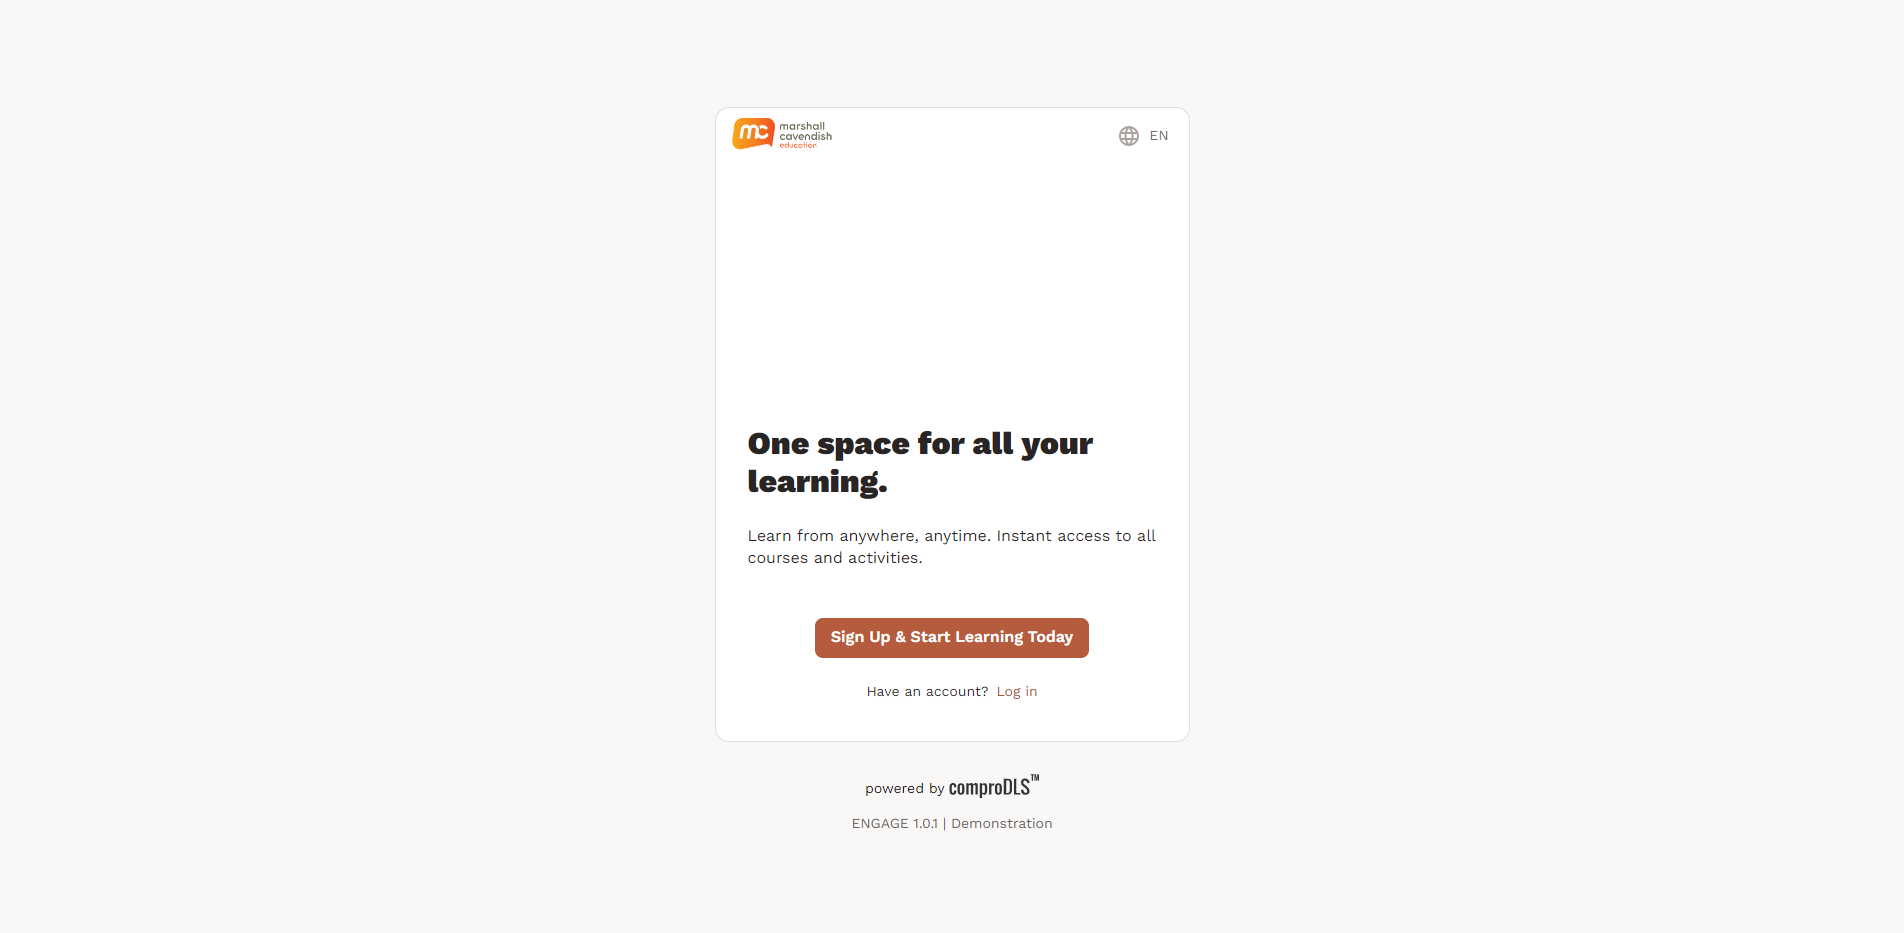 mc marshall
cavendish
education
EN
One space for all your
learning.
Learn from anywhere, anytime. Instant access to all
courses and activities.
Sign Up & Start Learning Today
Have an account? Log in
powered by comproDLS™
ENGAGE 1.0.1 | Demonstration